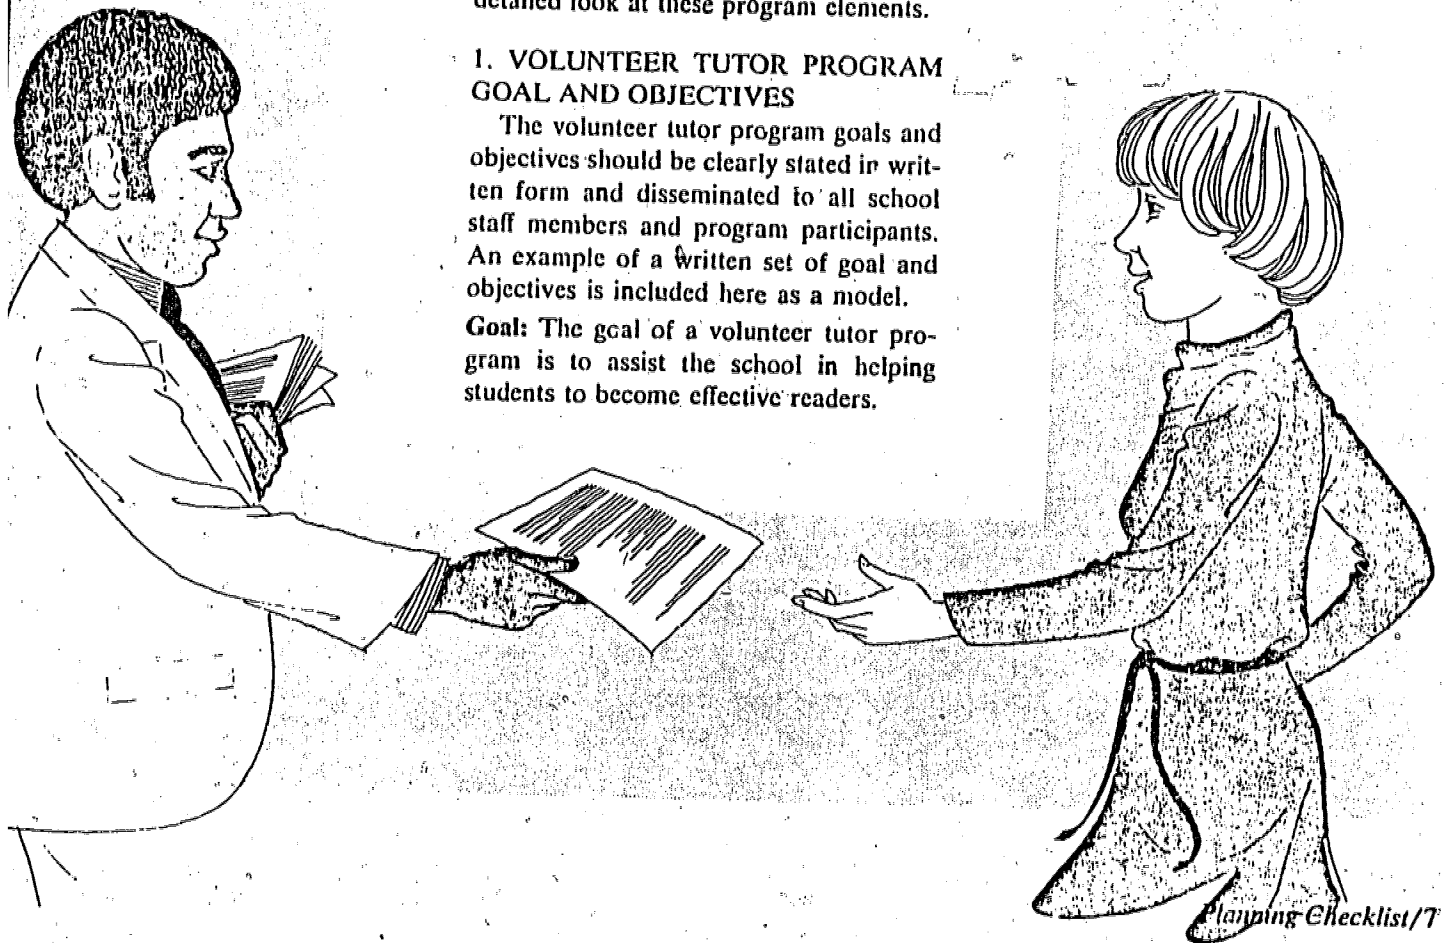 detailed look at these program elements.
1. VOLUNTEER TUTOR PROGRAM
GOAL AND OBJECTIVES
The volunteer tutor program goals and
objectives should be clearly stated in writ-
ten form and disseminated to all school
staff members and program participants.
An example of a written set of goal and
objectives is included here as a model.
Goal: The goal of a volunteer tutor pro-
gram is to assist the school in helping
students to become effective readers.
Planning Checklist/7